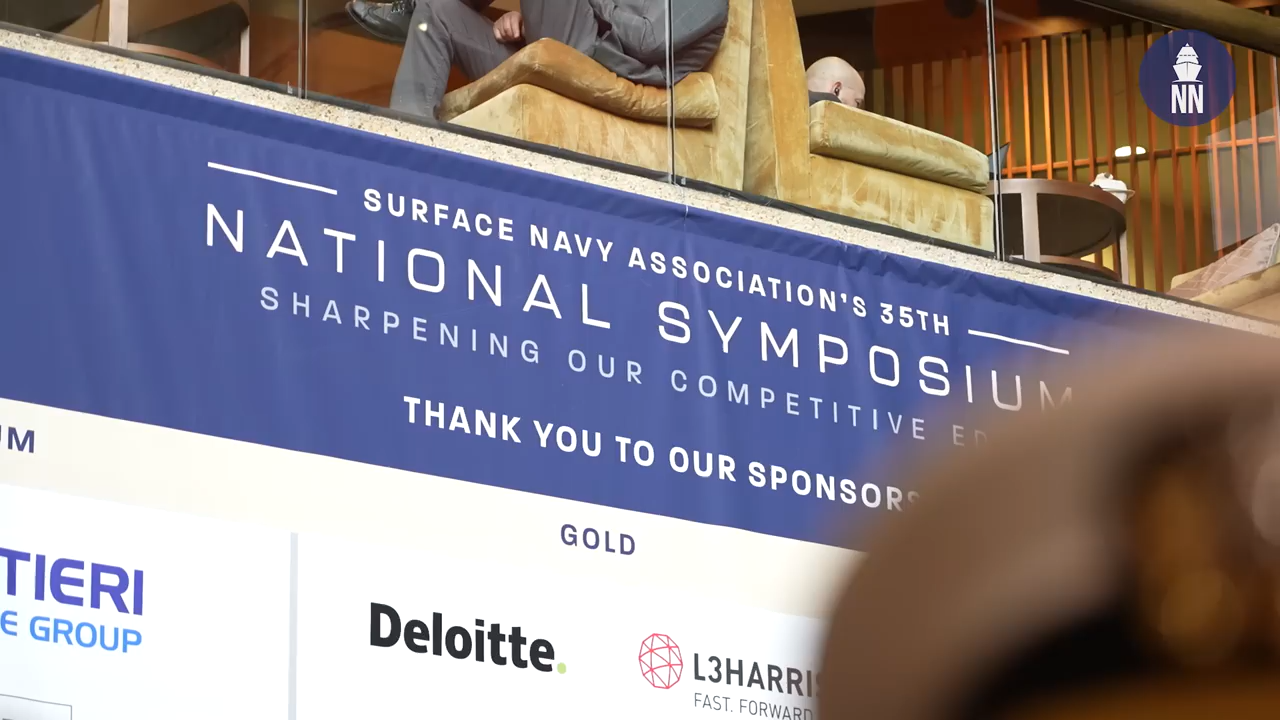 NN
SURFACE NAVY ASSOCIATION'S 35TH
NATIONAL SYMPOSIUM
SHARPENING OUR COMPETITIVE
THANK YOU TO OUR SPONSORS
GOLD
GROUP
Deloitte.
L3HARRIS
FAST. FORWARD